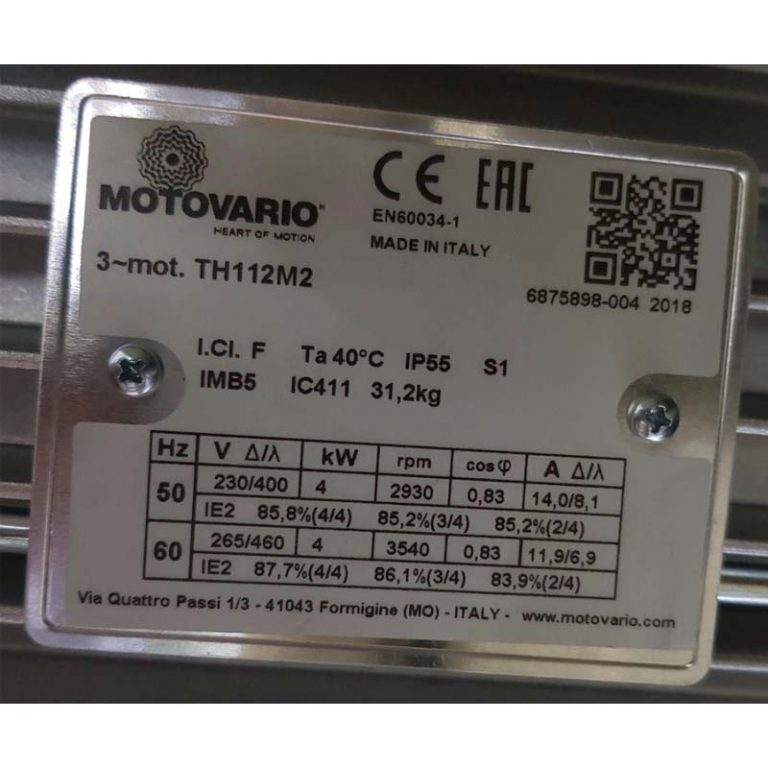 MOTOVARIO®
HEART OF MOTION
CE EAC
EN60034-1
MADE IN ITALY
3~mot. TH112M2
6875898-004 2018
I.Cl. F Ta 40°C IP55 S1
IMB5 IC411 31,2kg
Hz V Δ/λ kW rpm cosφ A Δ/λ
50 230/400 4 2930 0,83 14,0/8,1
IE2 85,8%(4/4) 85,2%(3/4) 85,2%(2/4)
60 265/460 4 3540 0,83 11,9/6,9
IE2 87,7%(4/4) 86,1%(3/4) 83,9%(2/4)
Via Quattro Passi 1/3 - 41043 Formigine (MO) - ITALY - www.motovario.com